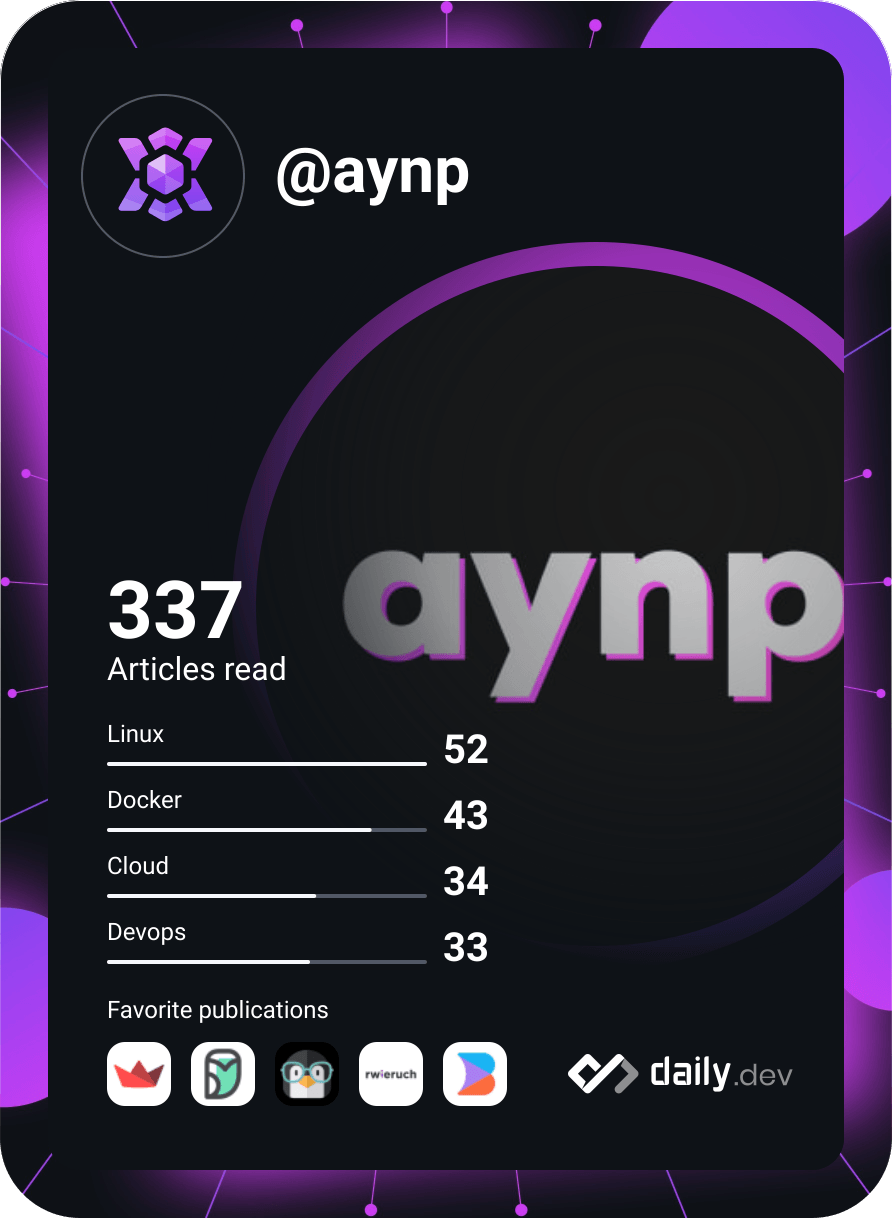 @aynp
aynp
337
Articles read
Linux
52
Docker
43
Cloud
34
Devops
33
Favorite publications
rwieruch
daily.dev